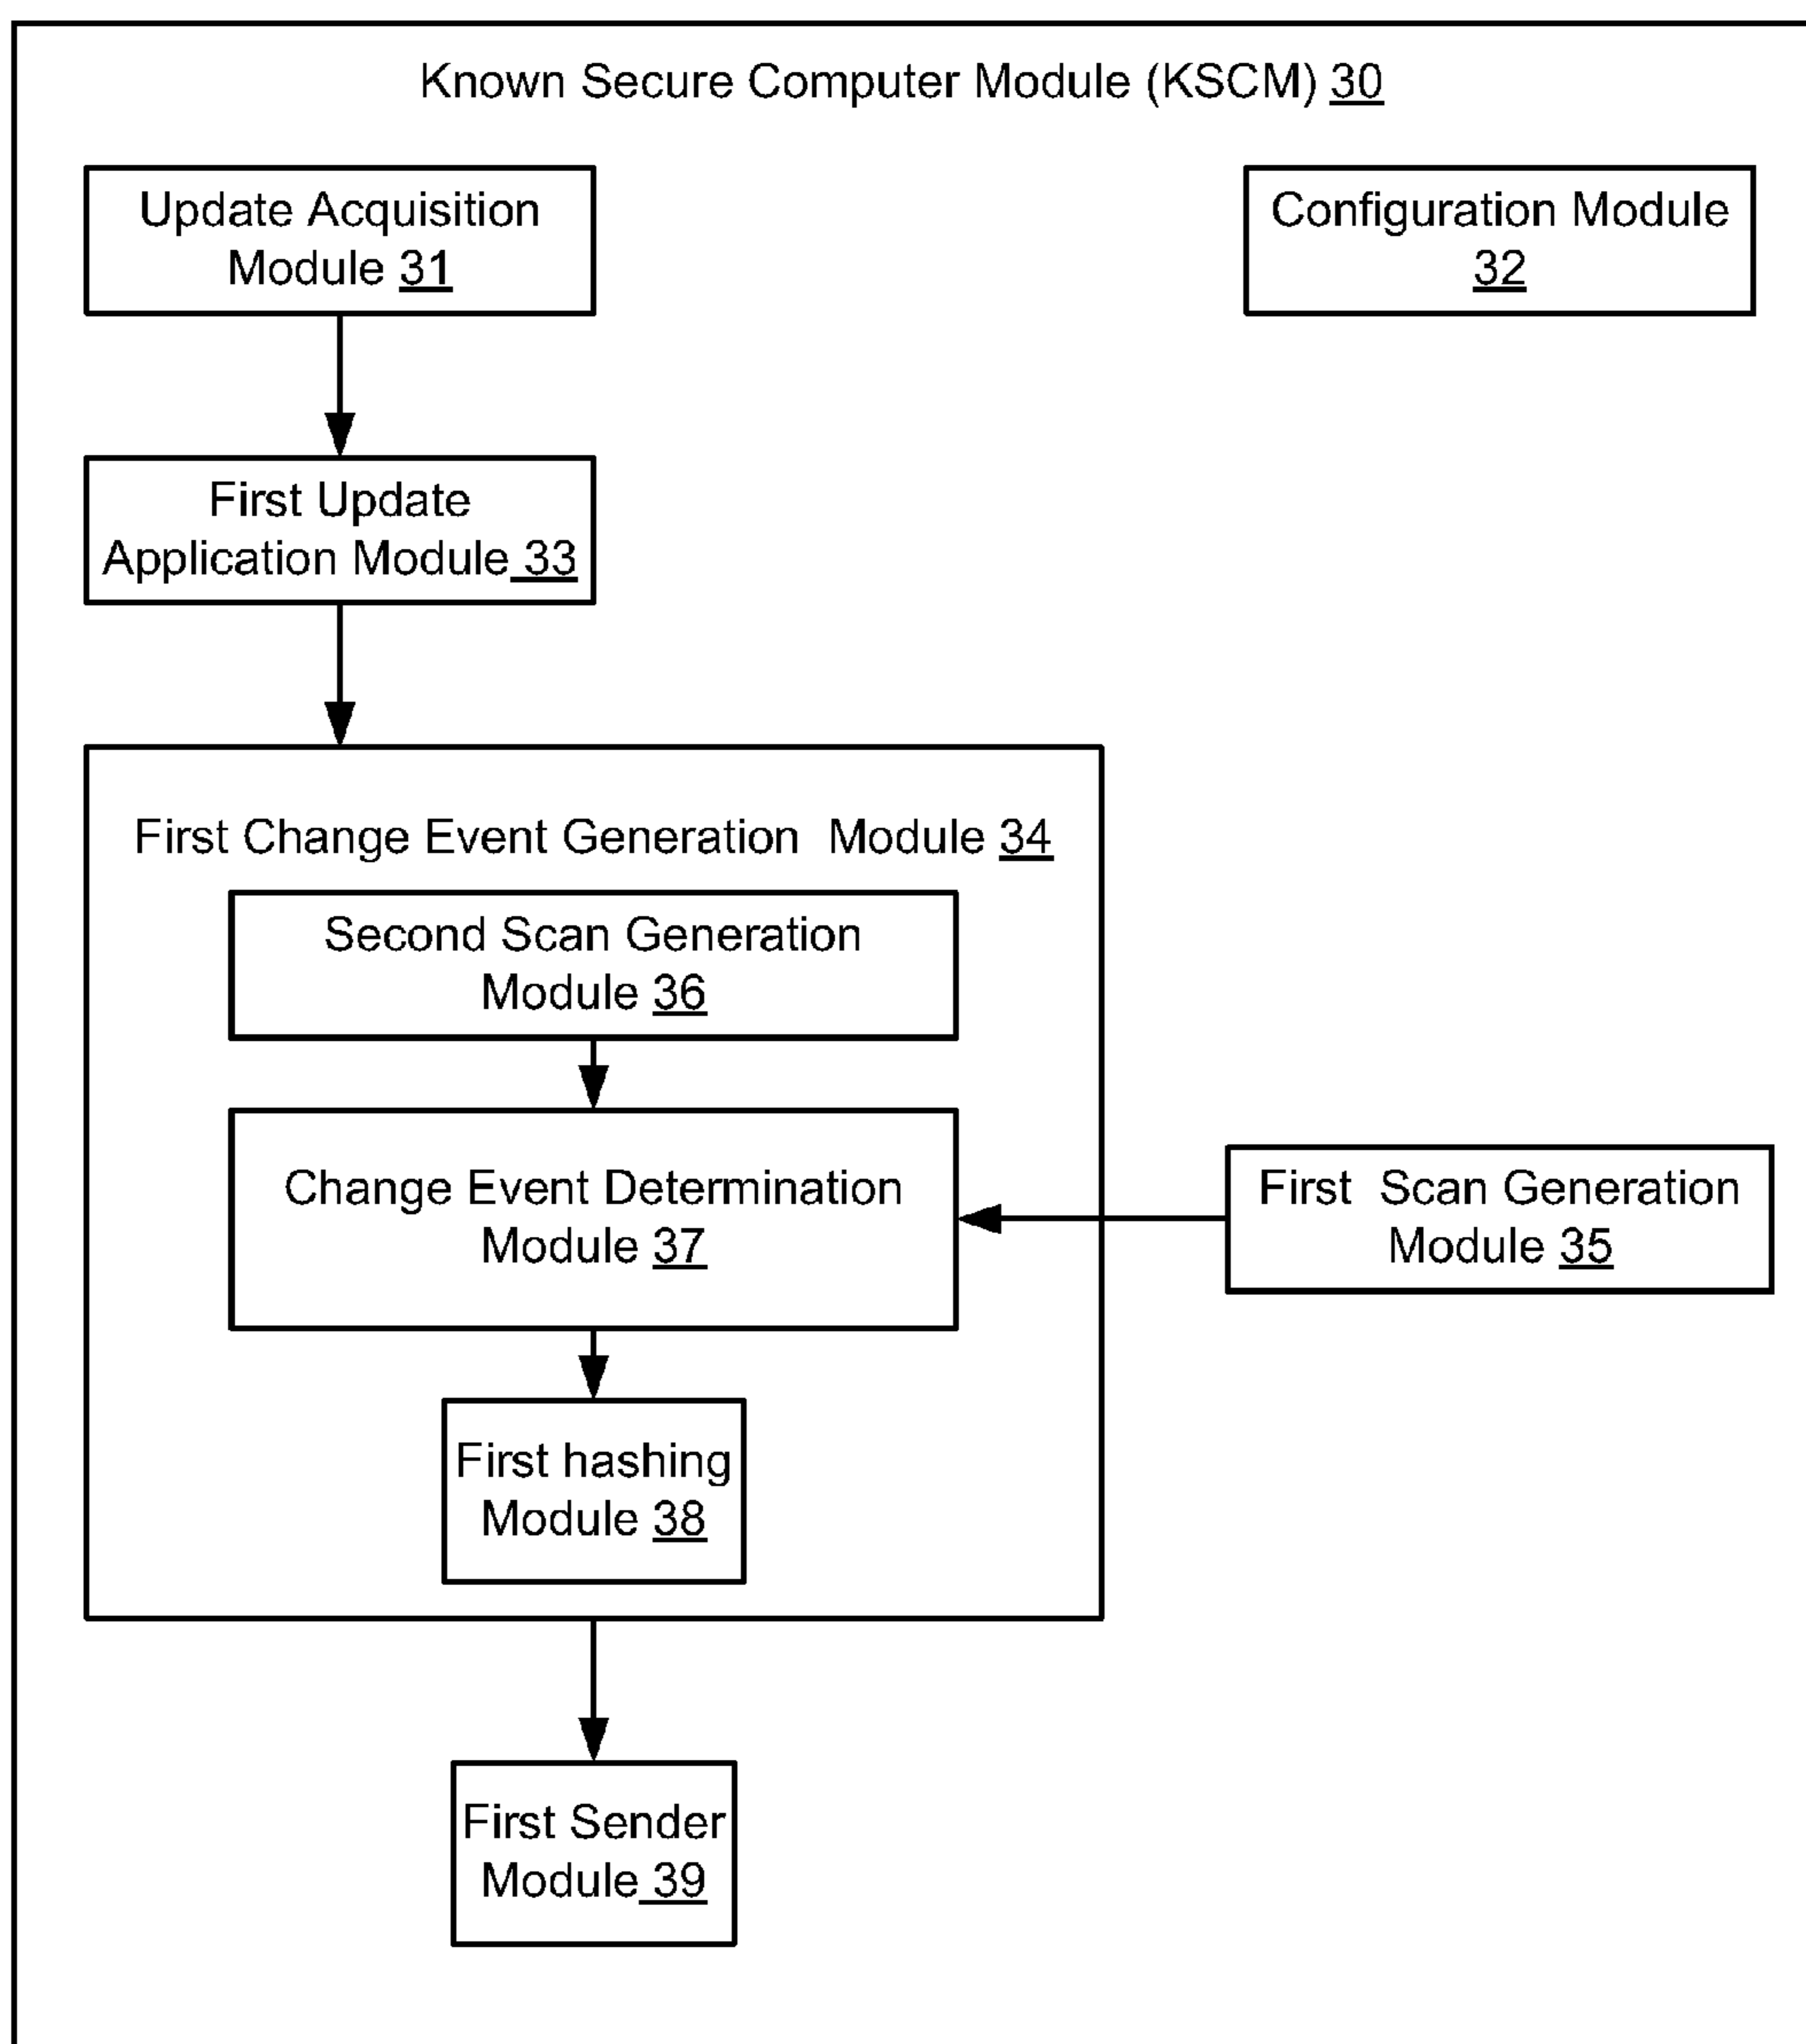 Known Secure Computer Module (KSCM) 30
Update Acquisition
Module 31
Configuration Module
32
First Update
Application Module 33
First Change Event Generation Module 34
Second Scan Generation
Module 36
Change Event Determination
Module 37
First Scan Generation
Module 35
First hashing
Module 38
First Sender
Module 39